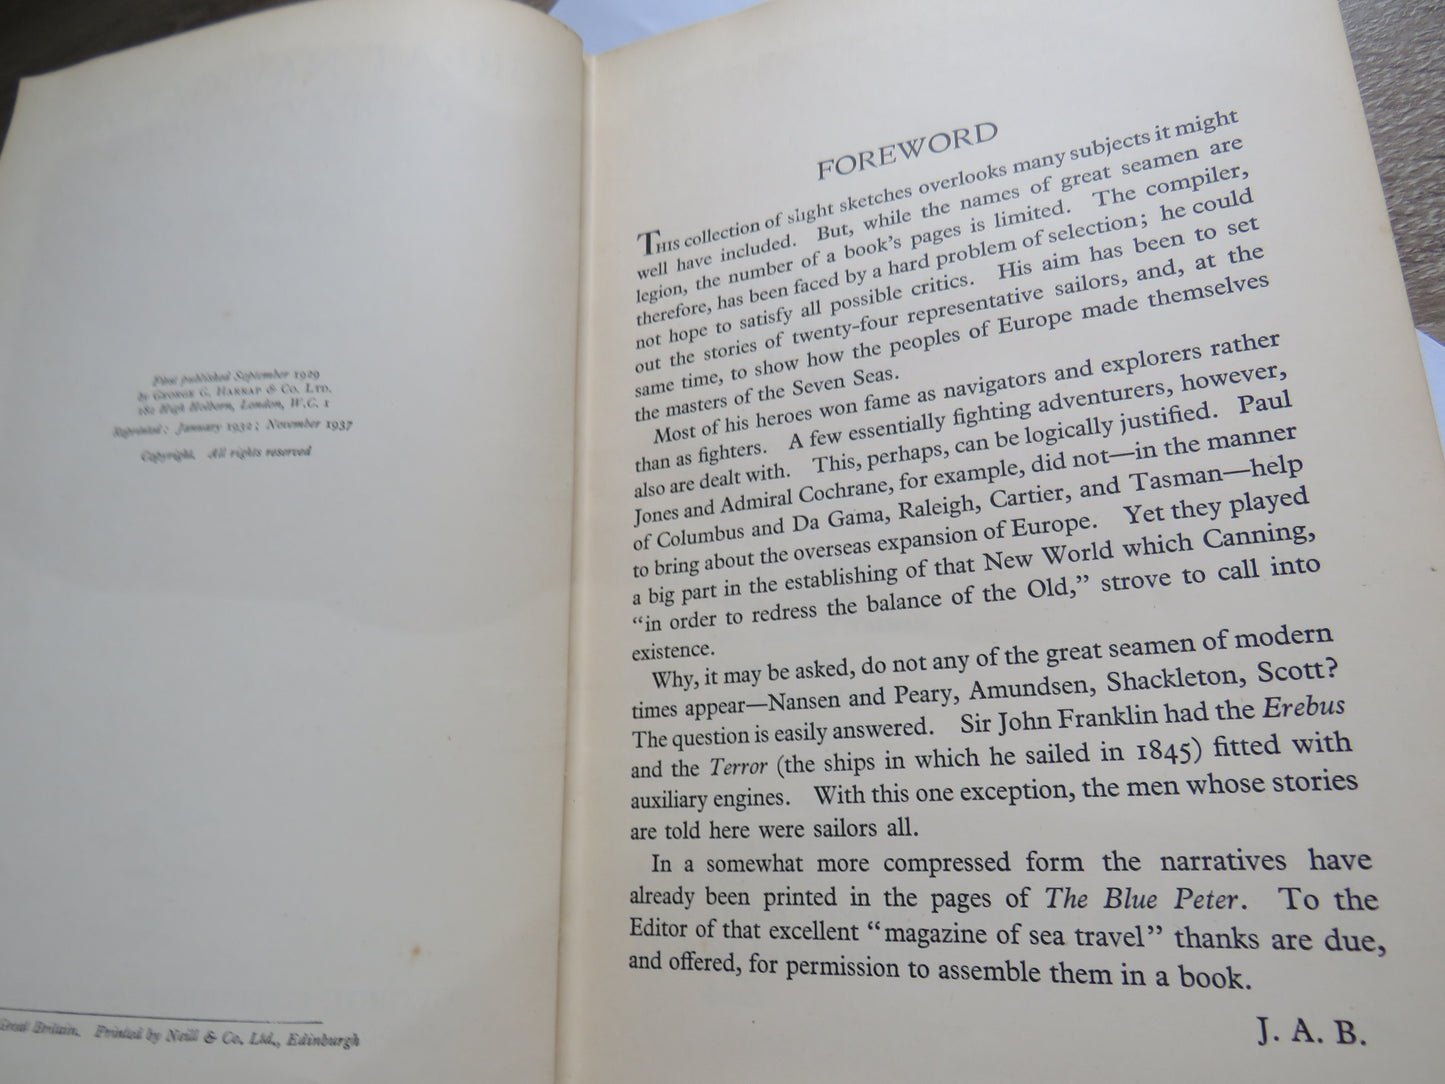 First published September 1929
by GEORGE G. HARRAP & CO. LTD.
182 High Holborn, London, W.C. 1
Reprinted: January 1932; November 1937
Copyright. All rights reserved
Great Britain. Printed by Neill & Co. Ltd., Edinburgh
FOREWORD
THIS collection of slight sketches overlooks many subjects it might
well have included. But, while the names of great seamen are
legion, the number of a book's pages is limited. The compiler,
therefore, has been faced by a hard problem of selection; he could
not hope to satisfy all possible critics. His aim has been to set
out the stories of twenty-four representative sailors, and, at the
same time, to show how the peoples of Europe made themselves
the masters of the Seven Seas.
Most of his heroes won fame as navigators and explorers rather
than as fighters. A few essentially fighting adventurers, however,
also are dealt with. This, perhaps, can be logically justified. Paul
Jones and Admiral Cochrane, for example, did not—in the manner
of Columbus and Da Gama, Raleigh, Cartier, and Tasman—help
to bring about the overseas expansion of Europe. Yet they played
a big part in the establishing of that New World which Canning,
“in order to redress the balance of the Old,” strove to call into
existence.
Why, it may be asked, do not any of the great seamen of modern
times appear—Nansen and Peary, Amundsen, Shackleton, Scott?
The question is easily answered. Sir John Franklin had the Erebus
and the Terror (the ships in which he sailed in 1845) fitted with
auxiliary engines. With this one exception, the men whose stories
are told here were sailors all.
In a somewhat more compressed form the narratives have
already been printed in the pages of The Blue Peter. To the
Editor of that excellent “magazine of sea travel” thanks are due,
and offered, for permission to assemble them in a book.
J. A. B.